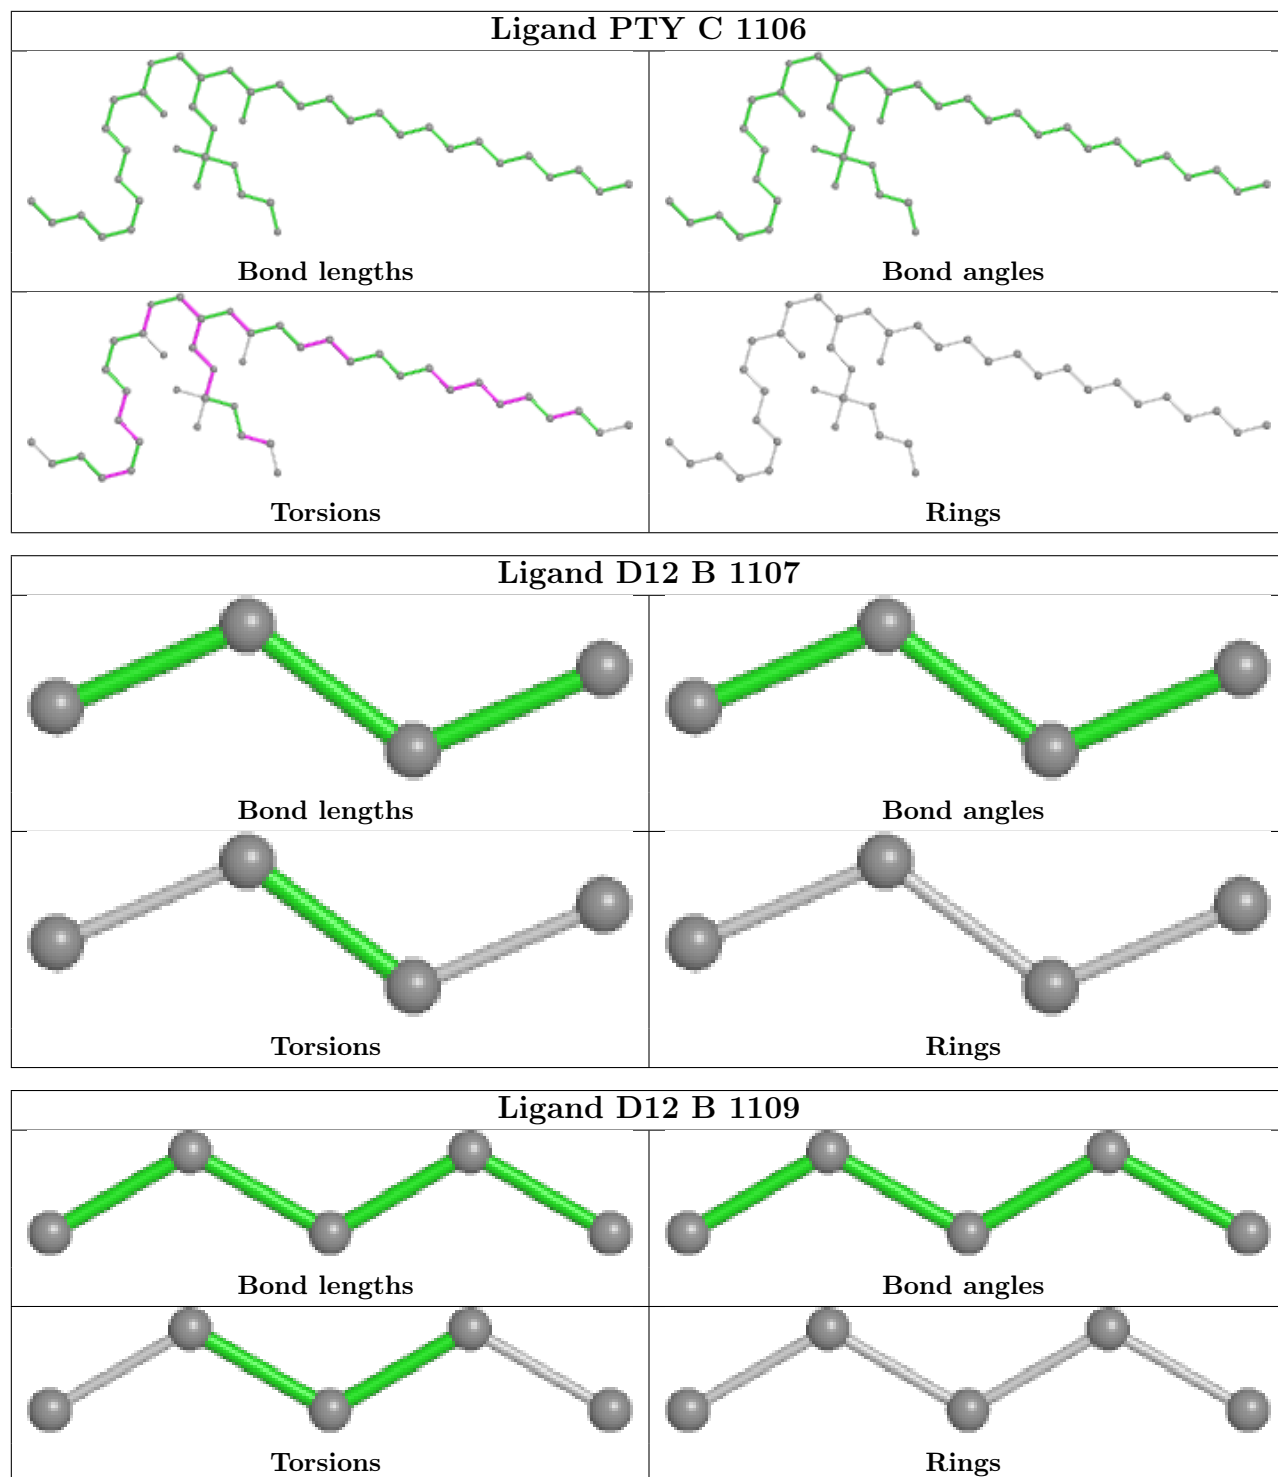 Ligand PTY C 1106
Bond lengths
Bond angles
Torsions
Rings
Ligand D12 B 1107
Bond lengths
Bond angles
Torsions
Rings
Ligand D12 B 1109
Bond lengths
Bond angles
Torsions
Rings